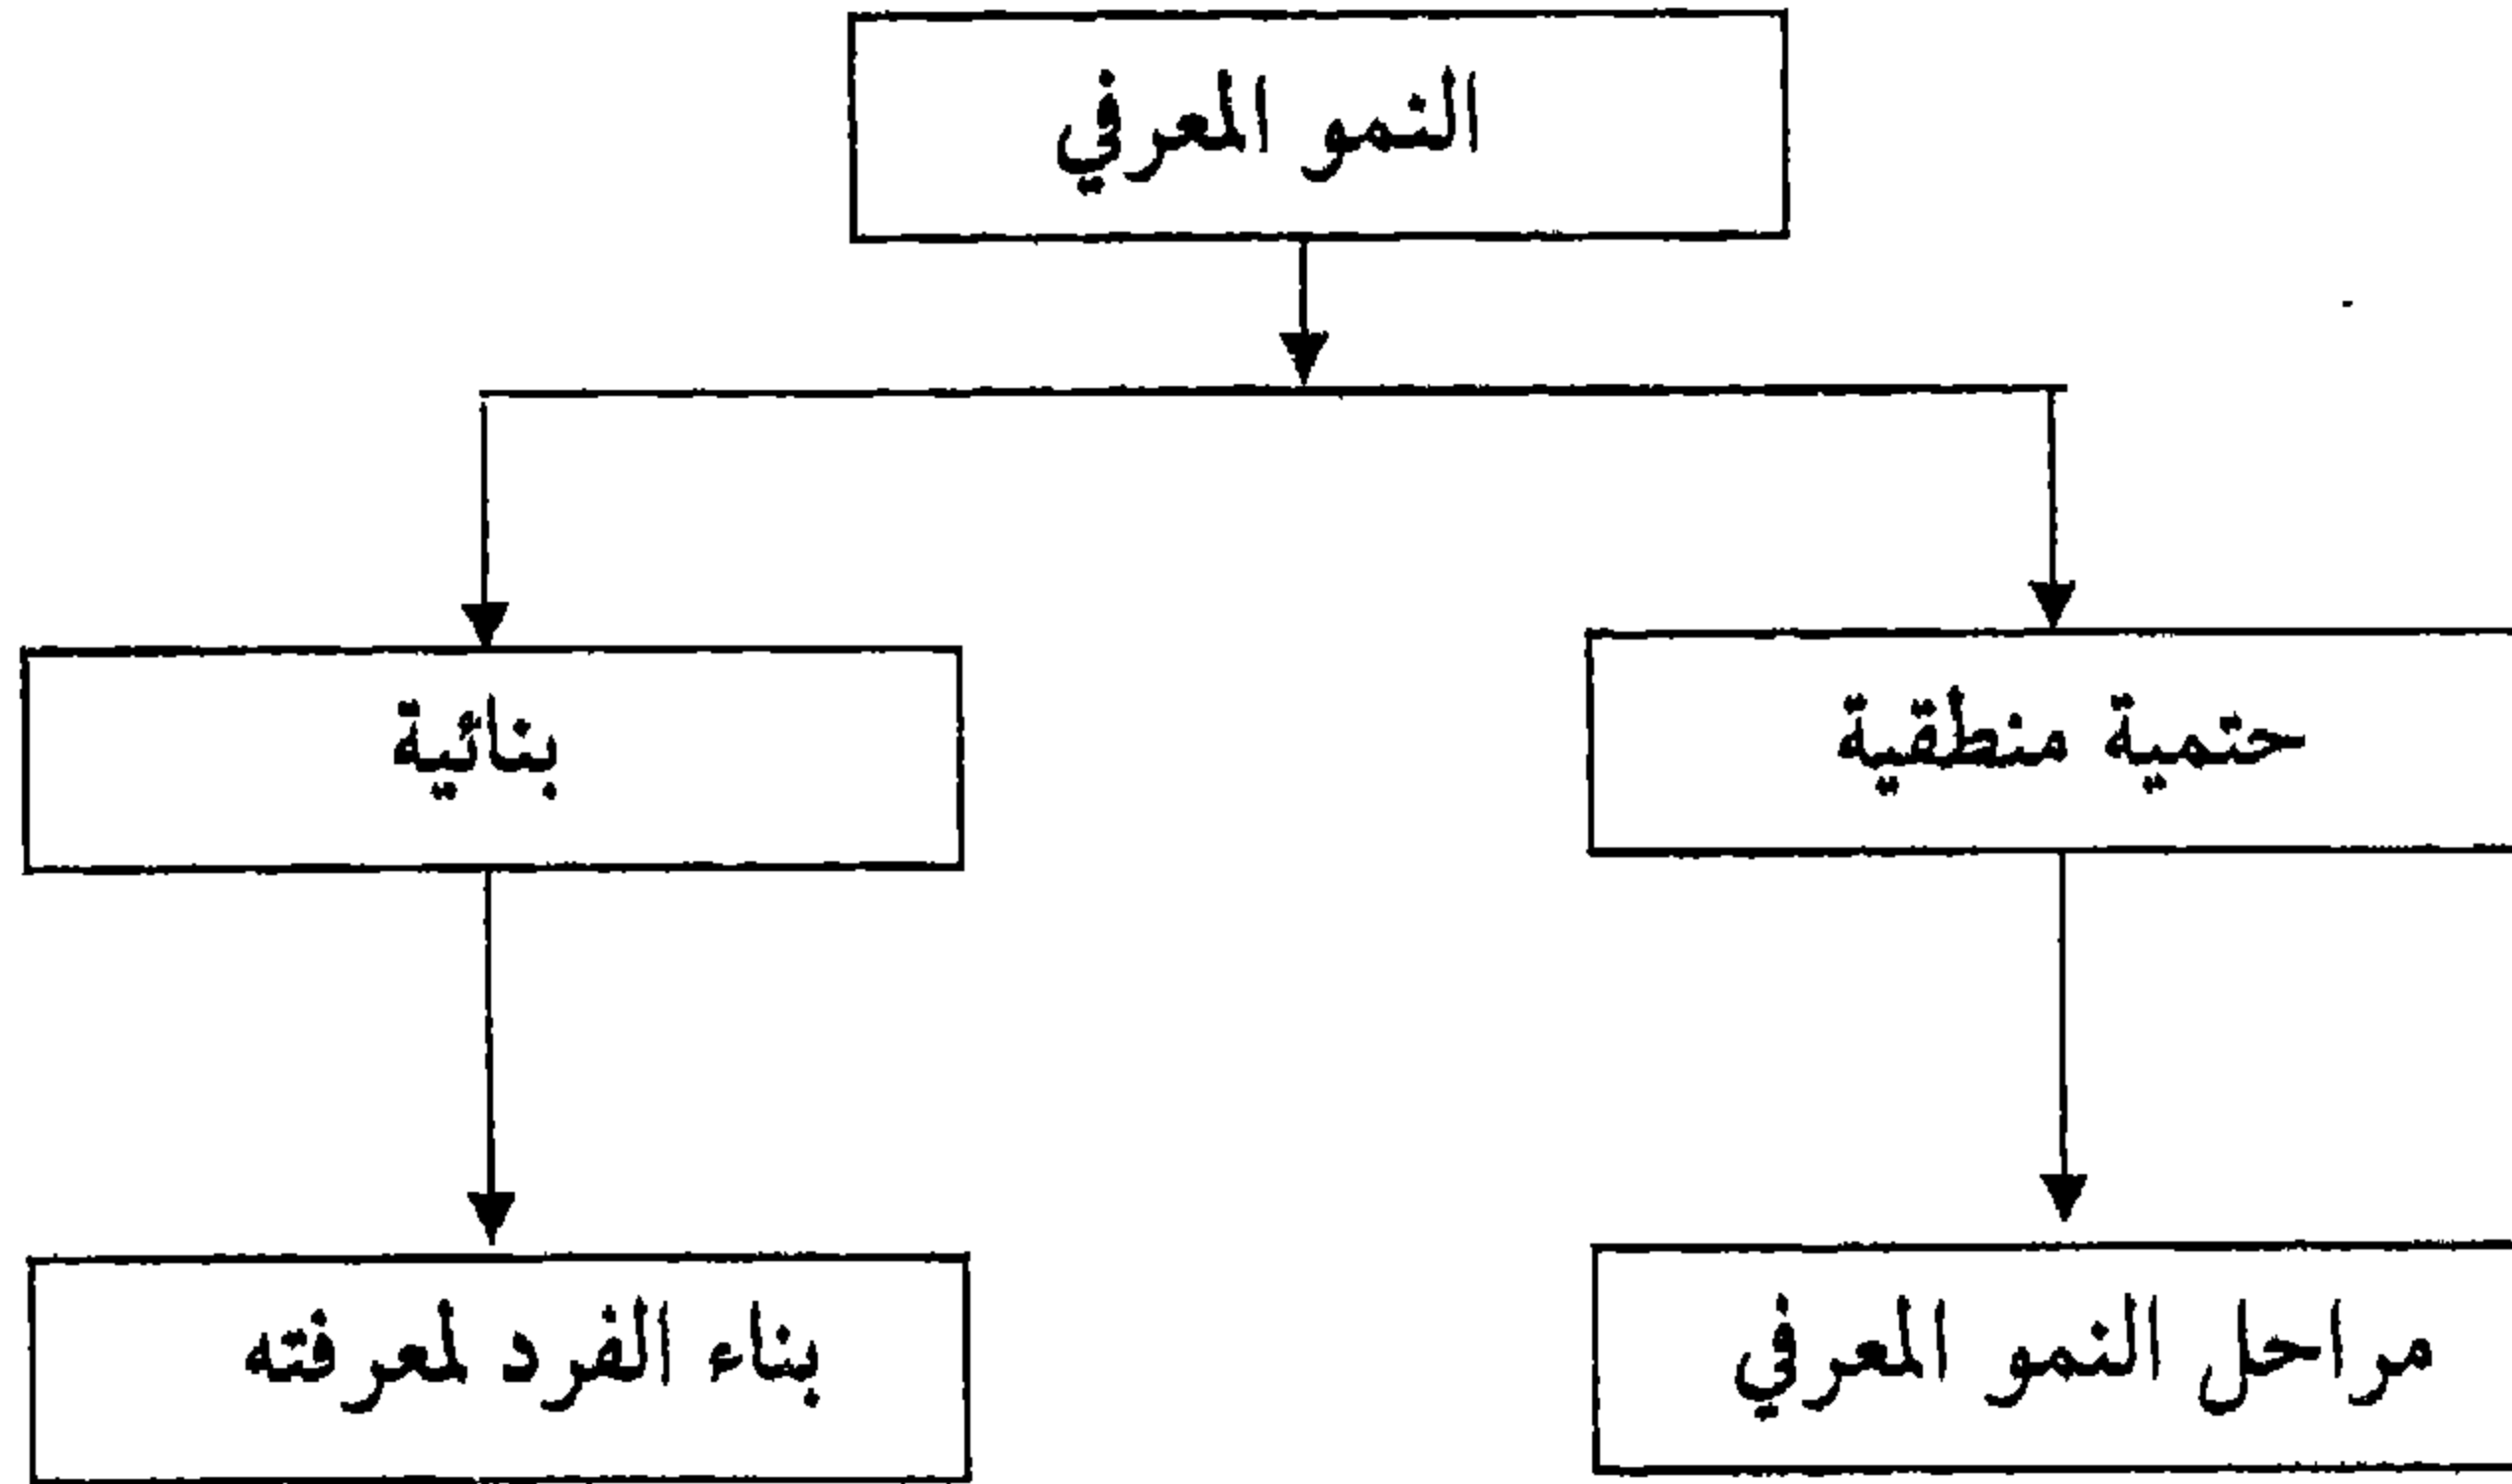 النمو المعرفي
حتمية منطقية
بنائية
مراحل النمو المعرفي
بناء الفرد لمعرفته